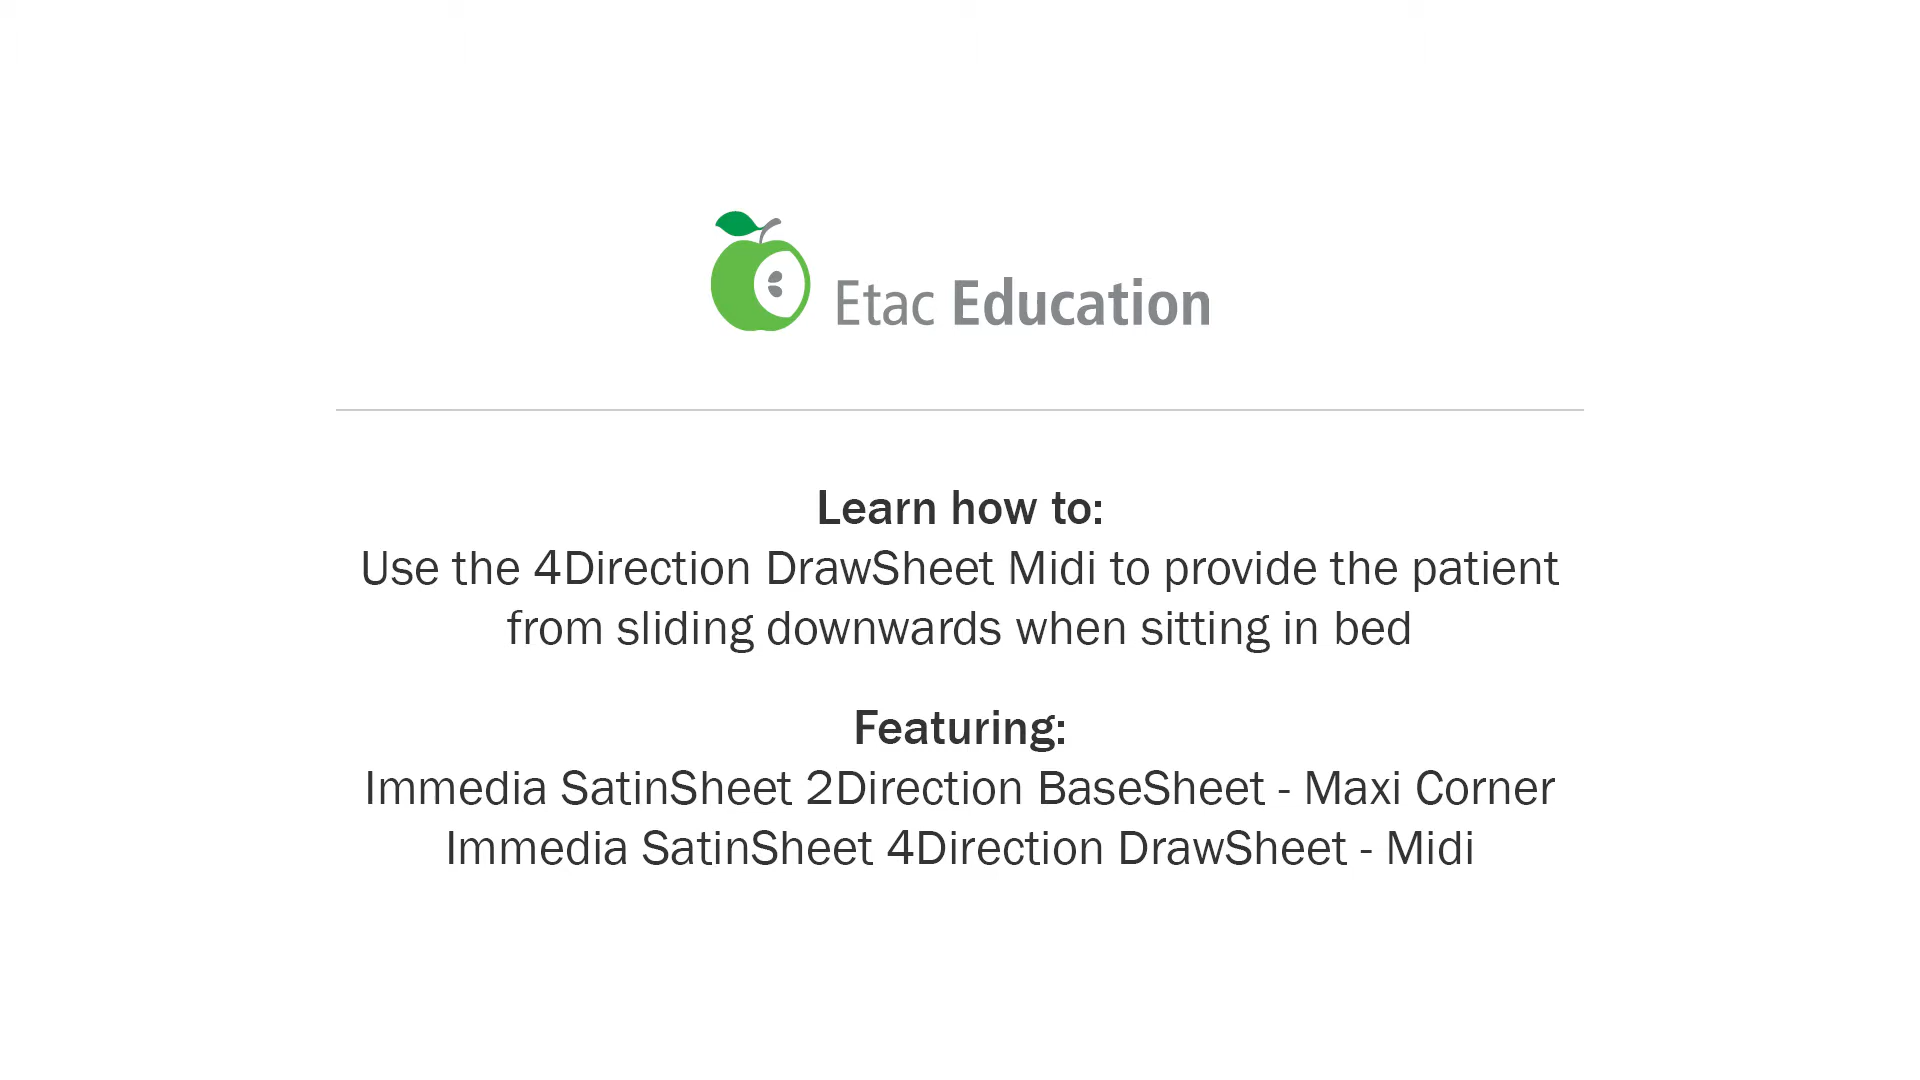 Etac Education
Learn how to:
Use the 4Direction DrawSheet Midi to provide the patient
from sliding downwards when sitting in bed
Featuring:
Immedia SatinSheet 2Direction BaseSheet - Maxi Corner
Immedia SatinSheet 4Direction DrawSheet - Midi